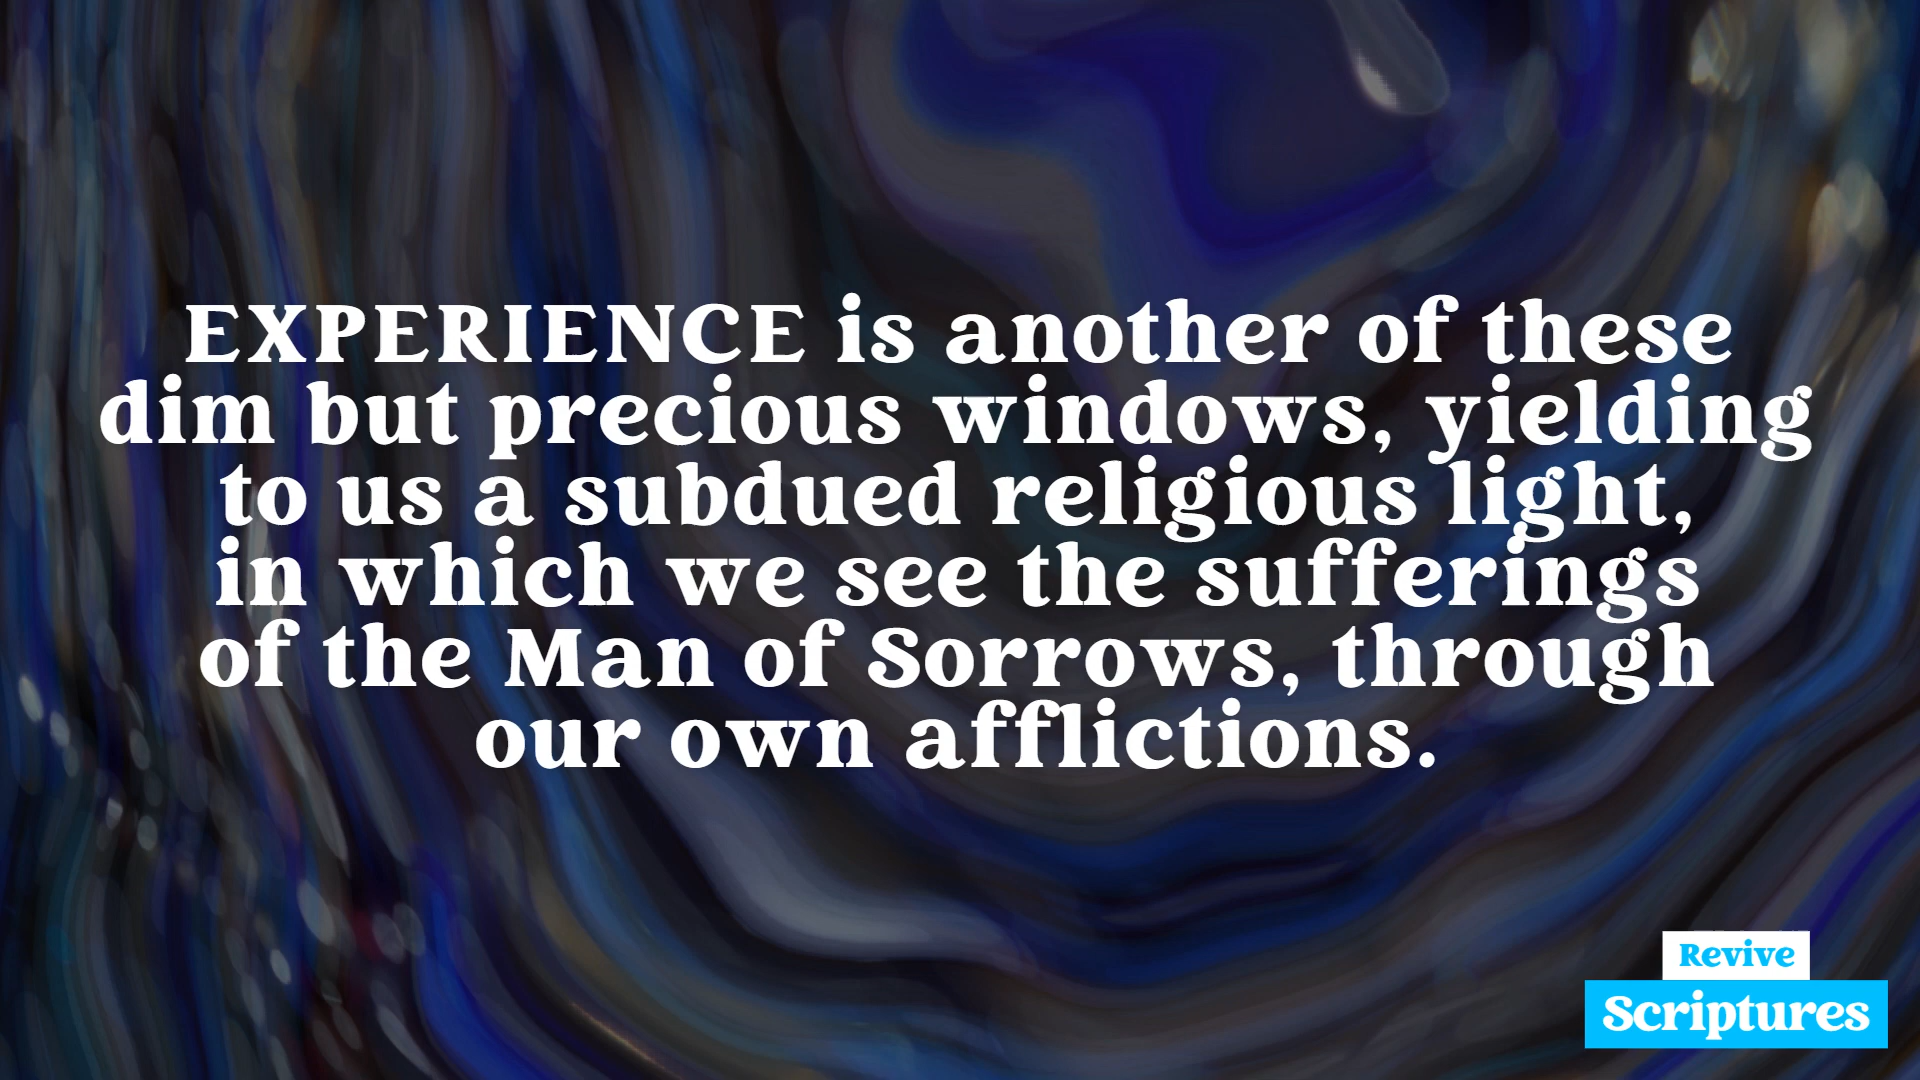 EXPERIENCE is another of these
dim but precious windows, yielding
to us a subdued religious light,
in which we see the sufferings
of the Man of Sorrows, through
our own afflictions.
Revive
Scriptures